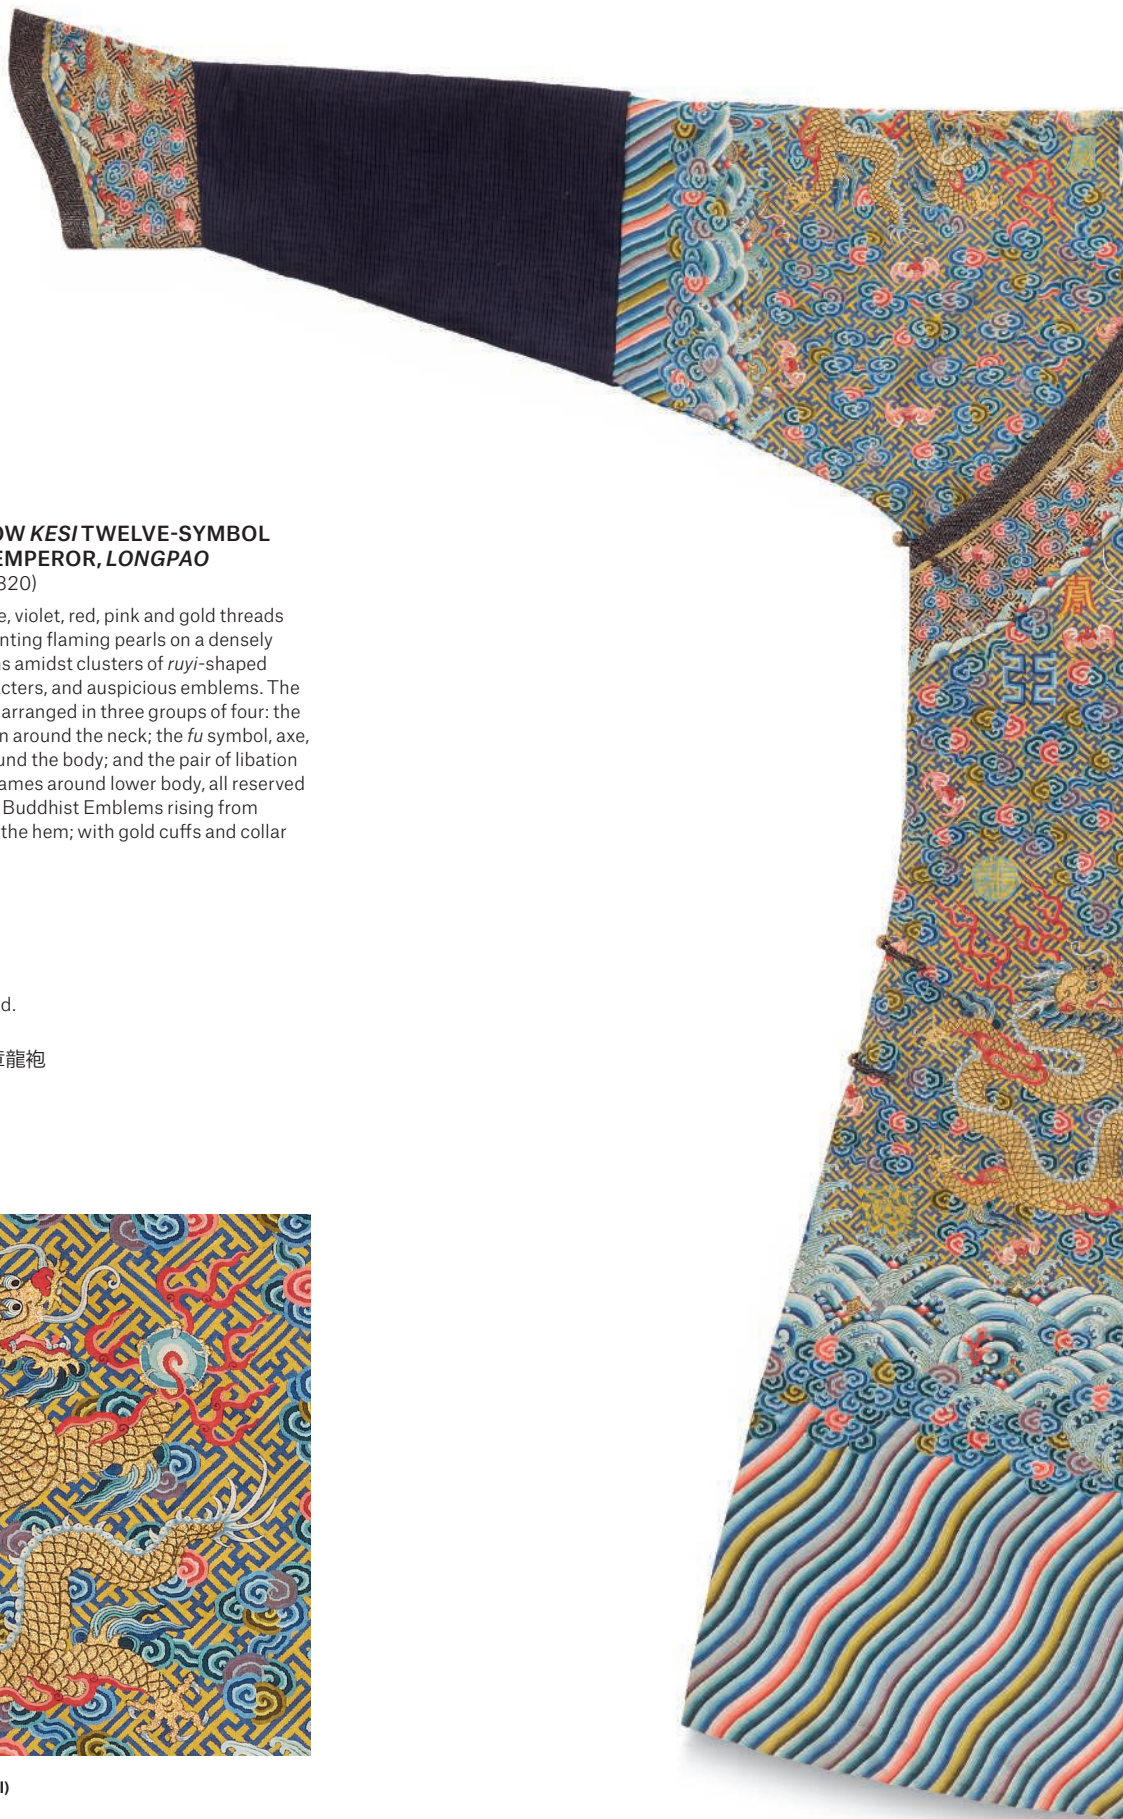 OW KESI TWELVE-SYMBOL
EMPEROR, LONGPAO
820)
e, violet, red, pink and gold threads
nting flaming pearls on a densely
ns amidst clusters of ruyi-shaped
acters, and auspicious emblems. The
arranged in three groups of four: the
n around the neck; the fu symbol, axe,
und the body; and the pair of libation
ames around lower body, all reserved
Buddhist Emblems rising from
the hem; with gold cuffs and collar
d.
龍袍
l)